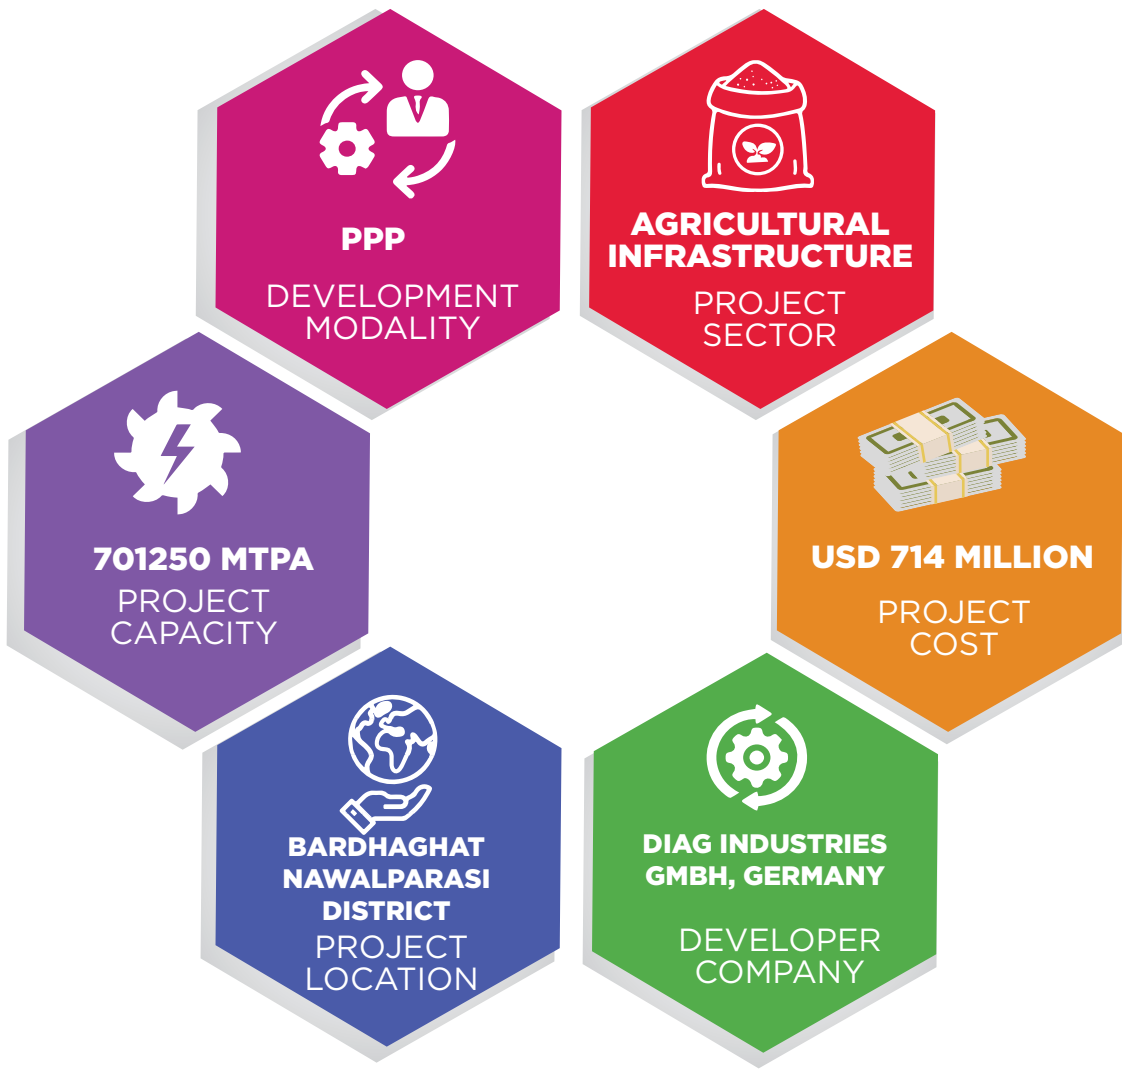 PPP
DEVELOPMENT
MODALITY
AGRICULTURAL
INFRASTRUCTURE
PROJECT
SECTOR
701250 MTPA
PROJECT
CAPACITY
USD 714 MILLION
PROJECT
COST
BARDHAGHAT
NAWALPARASI
DISTRICT
PROJECT
LOCATION
DIAG INDUSTRIES
GMBH, GERMANY
DEVELOPER
COMPANY